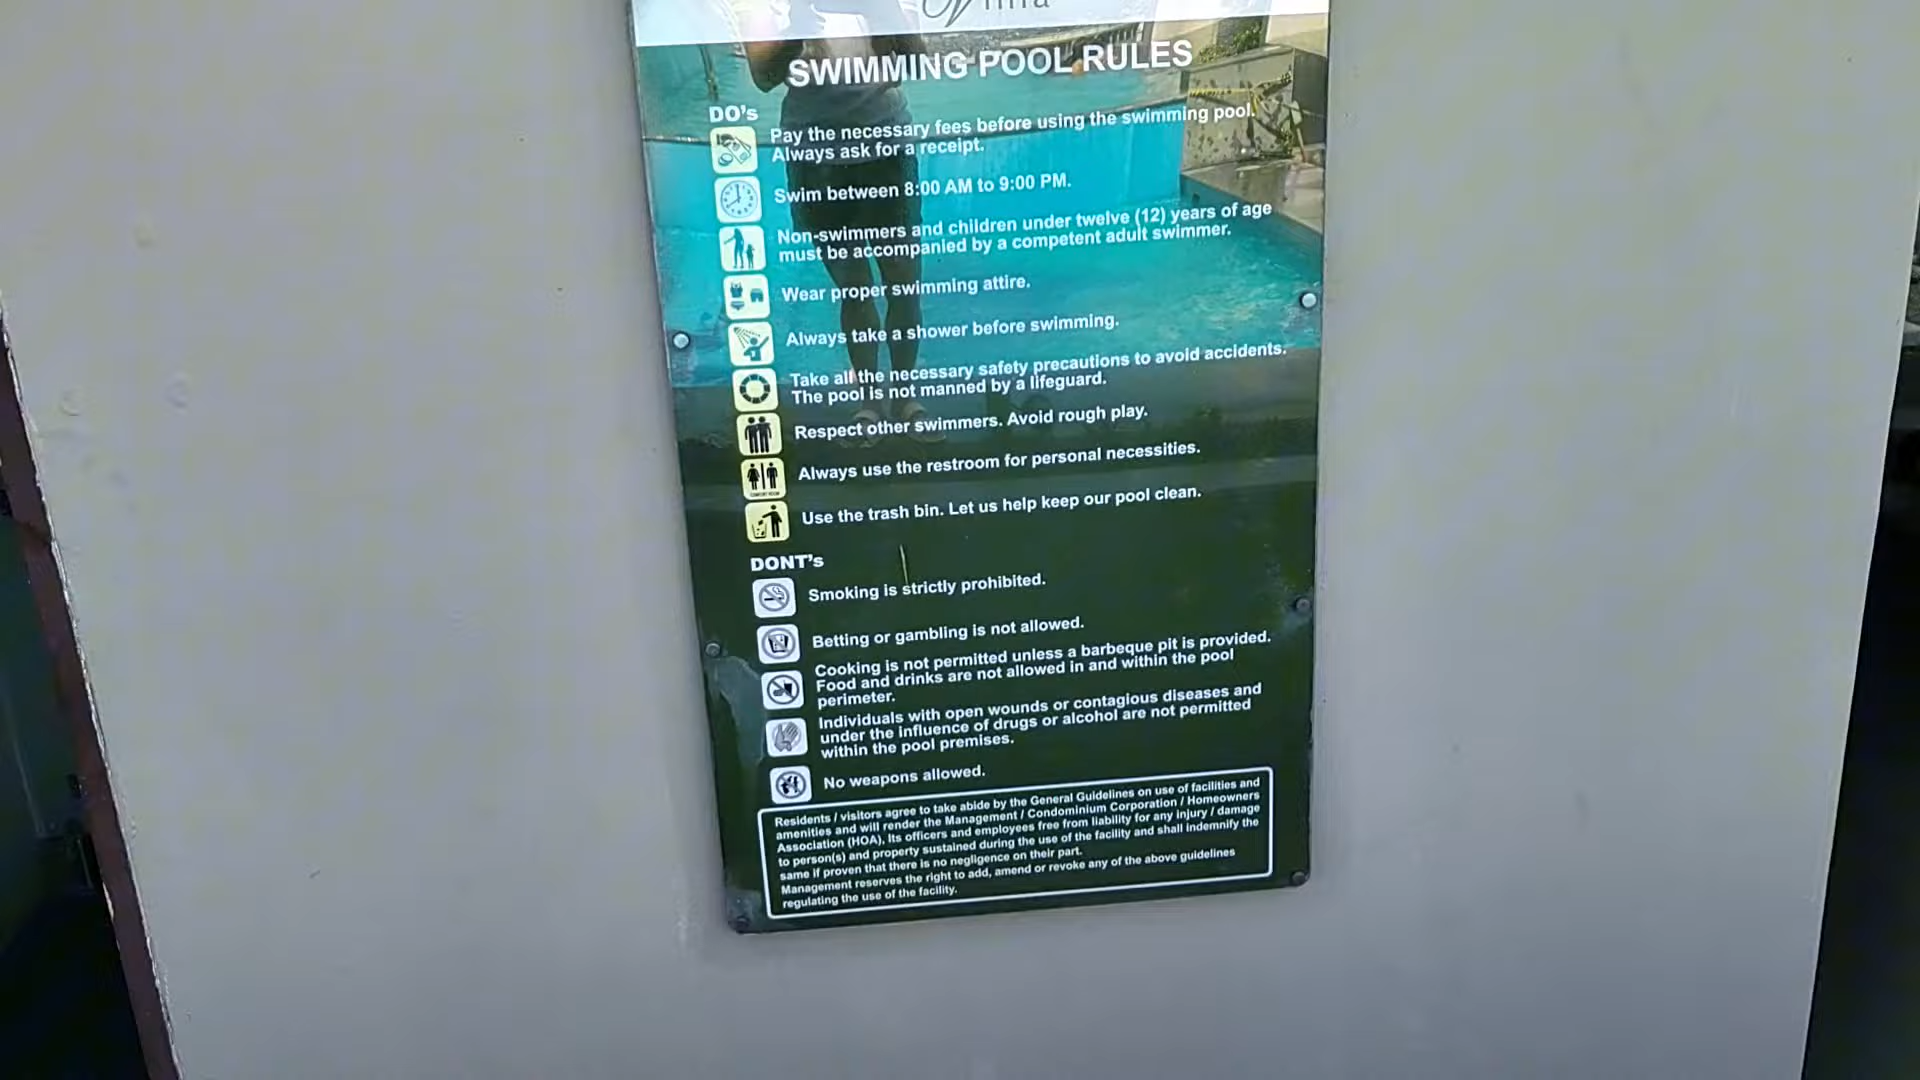 SWIMMING POOL RULES
DO's
Pay the necessary fees before using the swimming pool.
Always ask for a receipt.
Swim between 8:00 AM to 9:00 PM.
Non-swimmers and children under twelve (12) years of age
must be accompanied by a competent adult swimmer.
Wear proper swimming attire.
Always take a shower before swimming.
Take all the necessary safety precautions to avoid accidents.
The pool is not manned by a lifeguard.
Respect other swimmers. Avoid rough play.
Always use the restroom for personal necessities.
Use the trash bin. Let us help keep our pool clean.
DONT's
Smoking is strictly prohibited.
Betting or gambling is not allowed.
Cooking is not permitted unless a barbeque pit is provided.
Food and drinks are not allowed in and within the pool
perimeter.
Individuals with open wounds or contagious diseases and
under the influence of drugs or alcohol are not permitted
within the pool premises.
No weapons allowed.
Residents / visitors agree to take abide by the General Guidelines on use of facilities and
amenities and will render the Management / Condominium Corporation / Homeowners
Association (HOA), Its officers and employees free from liability for any injury / damage
to person(s) and property sustained during the use of the facility and shall indemnify the
same if proven that there is no negligence on their part.
Management reserves the right to add, amend or revoke any of the above guidelines
regulating the use of the facility.